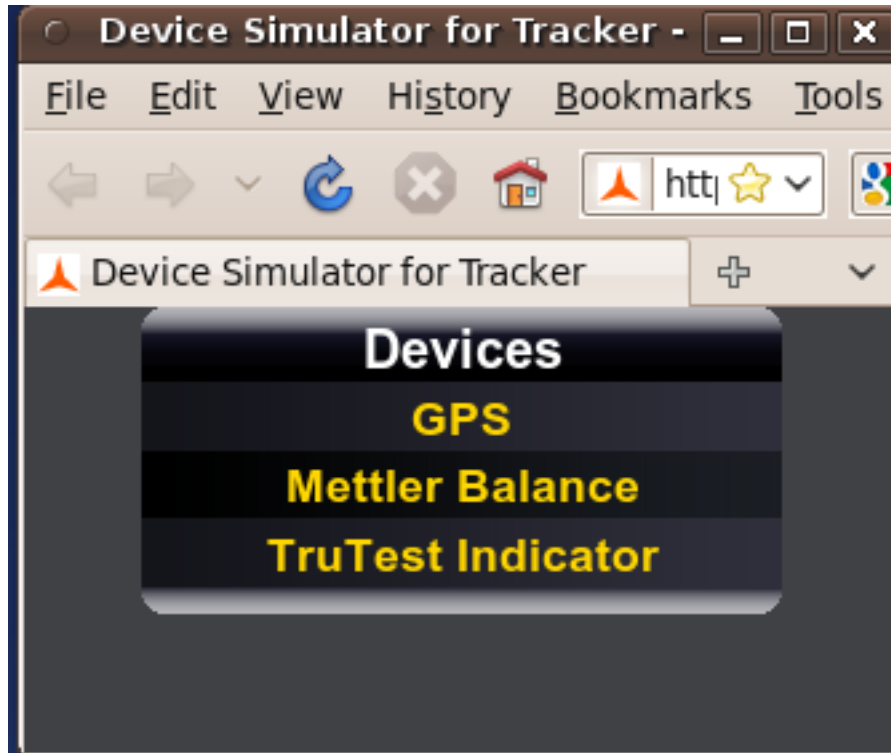 Device Simulator for Tracker -
File Edit View History Bookmarks Tools
http
Device Simulator for Tracker
Devices
GPS
Mettler Balance
TruTest Indicator